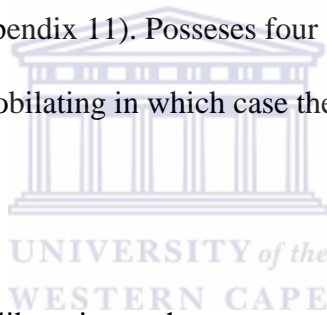 pendix 11). Posseses four
obilating in which case the
UNIVERSITY of the
WESTERN CAPE